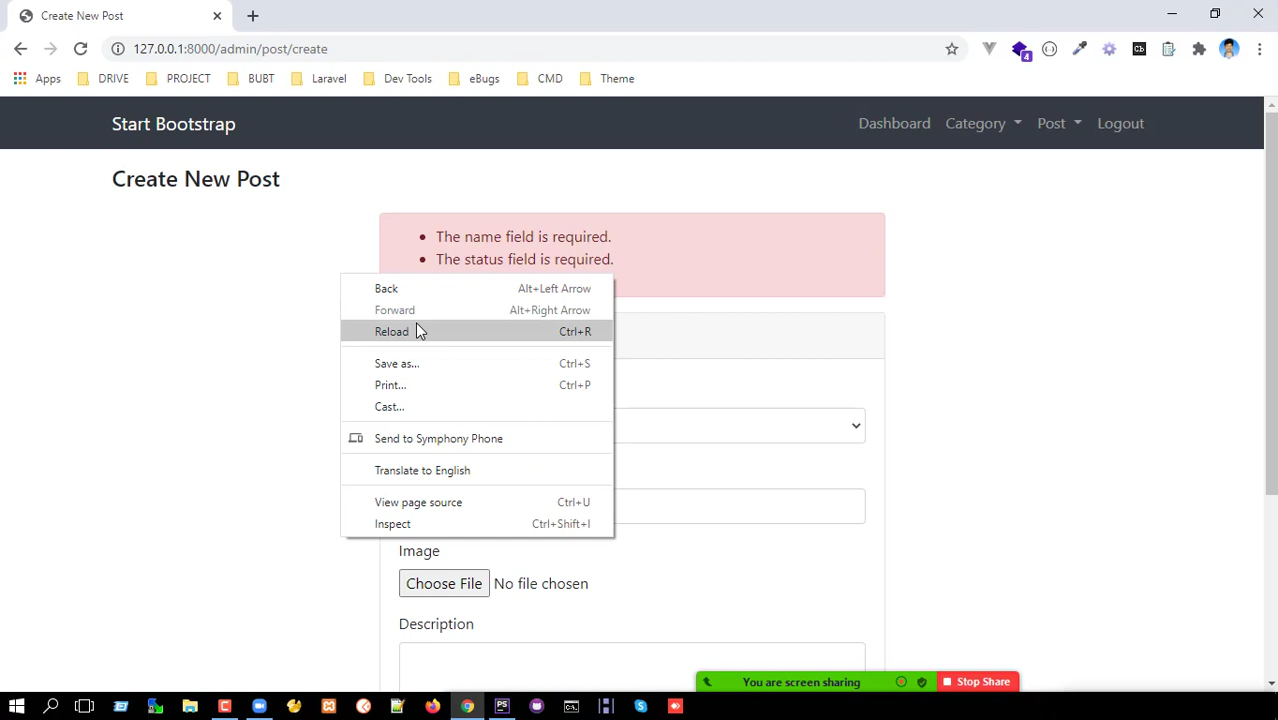 Create New Post
127.0.0.1:8000/admin/post/create
4
Cb
Apps DRIVE PROJECT BUBT Laravel Dev Tools eBugs CMD Theme
Start Bootstrap Dashboard Category Post Logout
Create New Post
The name field is required.
The status field is required.
Back Alt+Left Arrow
Forward Alt+Right Arrow
Reload Ctrl+R
Save as... Ctrl+S
Print... Ctrl+P
Cast...
Send to Symphony Phone
Translate to English
View page source Ctrl+U
Inspect Ctrl+Shift+I
Image
Choose File No file chosen
Description
You are screen sharing Stop Share
PS